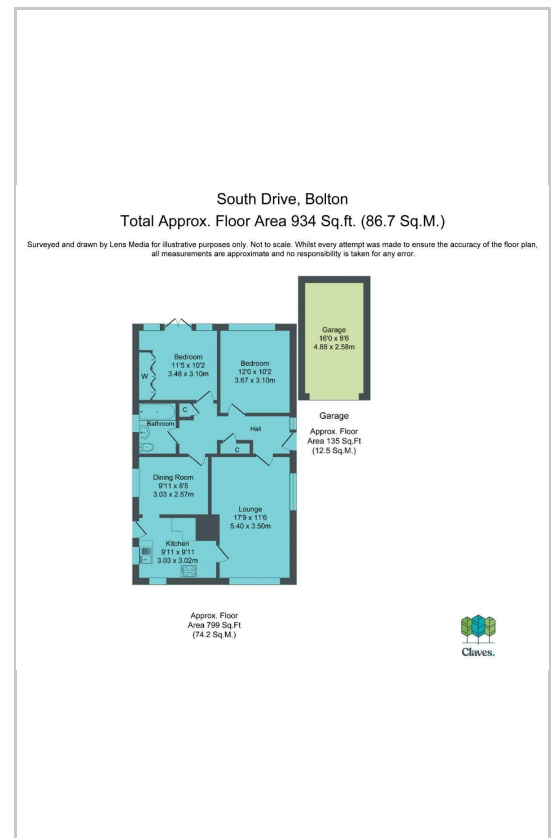 South Drive, Bolton
Total Approx. Floor Area 934 Sq.ft. (86.7 Sq.M.)
Surveyed and drawn by Lens Media for illustrative purposes only. Not to scale. Whilst every attempt was made to ensure the accuracy of the floor plan,
all measurements are approximate and no responsibility is taken for any error.
Garage
16'0 x 8'6
4.88 x 2.58m
Bedroom
11'5 x 10'2
3.48 x 3.10m
W
Bedroom
12'0 x 10'2
3.67 x 3.10m
Garage
Approx. Floor
Area 135 Sq.Ft
(12.5 Sq.M.)
C
Bathroom
Hall
C
Dining Room
9'11 x 8'5
3.03 x 2.57m
Lounge
17'9 x 11'6
5.40 x 3.50m
Kitchen
9'11 x 9'11
3.03 x 3.02m
Approx. Floor
Area 799 Sq.Ft
(74.2 Sq.M.)
Claves.